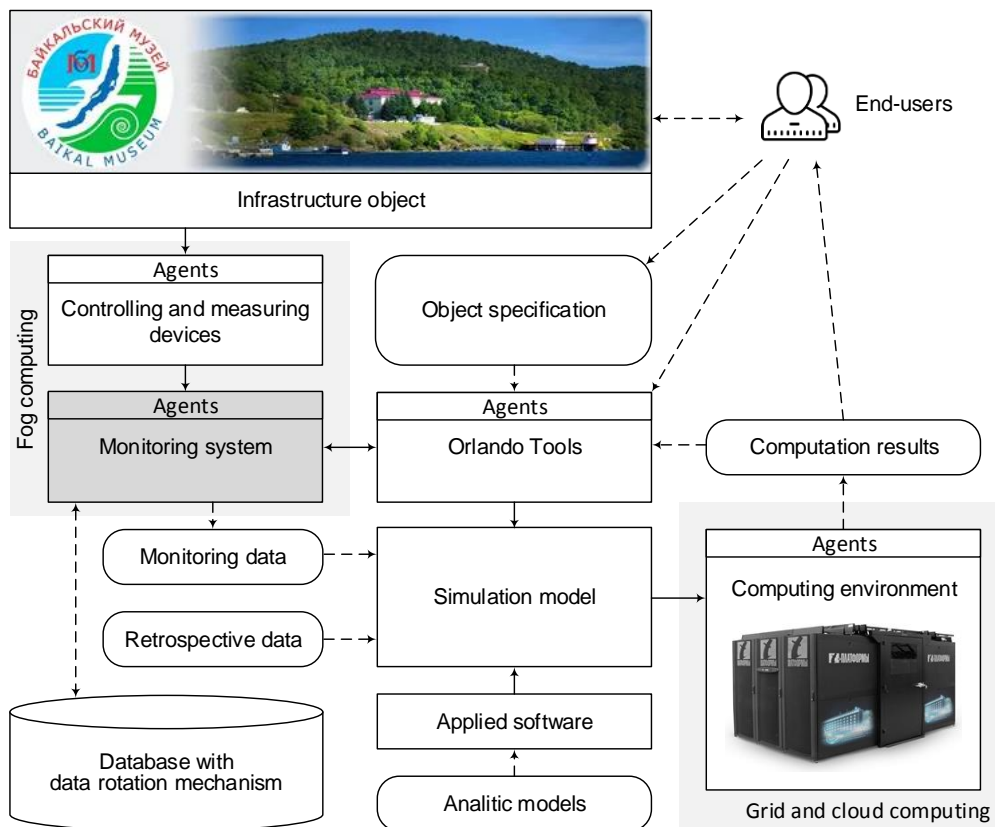 БАЙКАЛЬСКИЙ МУЗЕЙ
BAIKAL MUSEUM
End-users
Infrastructure object
Agents
Controlling and measuring
devices
Object specification
Fog computing
Agents
Monitoring system
Agents
Orlando Tools
Computation results
Monitoring data
Simulation model
Agents
Computing environment
Retrospective data
Т-ПЛАТФОРМЫ
Applied software
Database with
data rotation mechanism
Analitic models
Grid and cloud computing